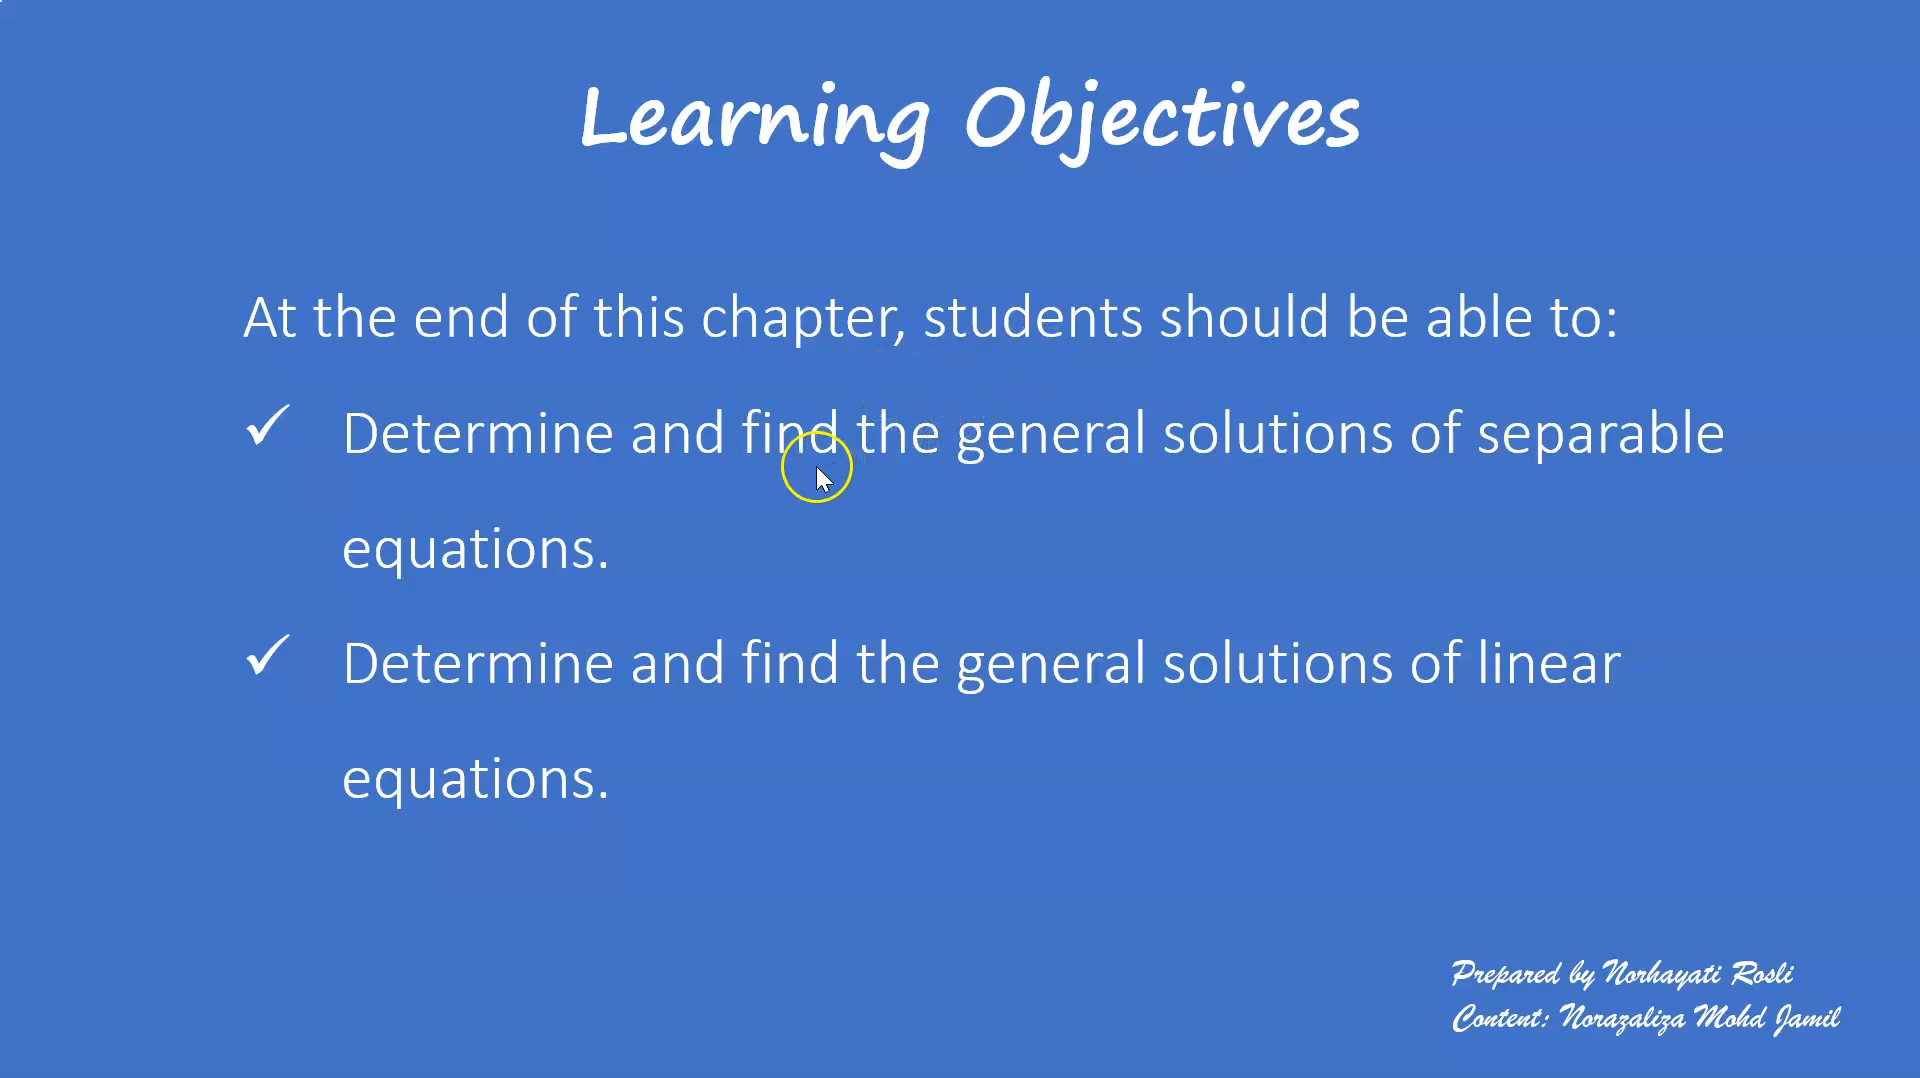 Learning Objectives
At the end of this chapter, students should be able to:
✓ Determine and find the general solutions of separable
equations.
✓ Determine and find the general solutions of linear
equations.
Prepared by Norhayati Rosli
Content: Norazaliza Mohd Jamil